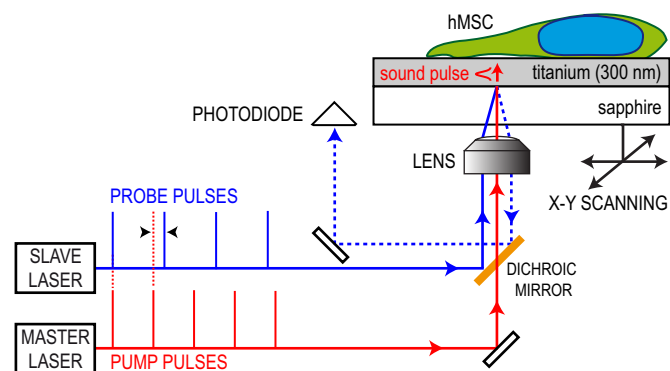 hMSC
sound pulse
titanium (300 nm)
sapphire
PHOTODIODE
LENS
X-Y SCANNING
PROBE PULSES
SLAVE
LASER
DICHROIC
MIRROR
MASTER
LASER
PUMP PULSES